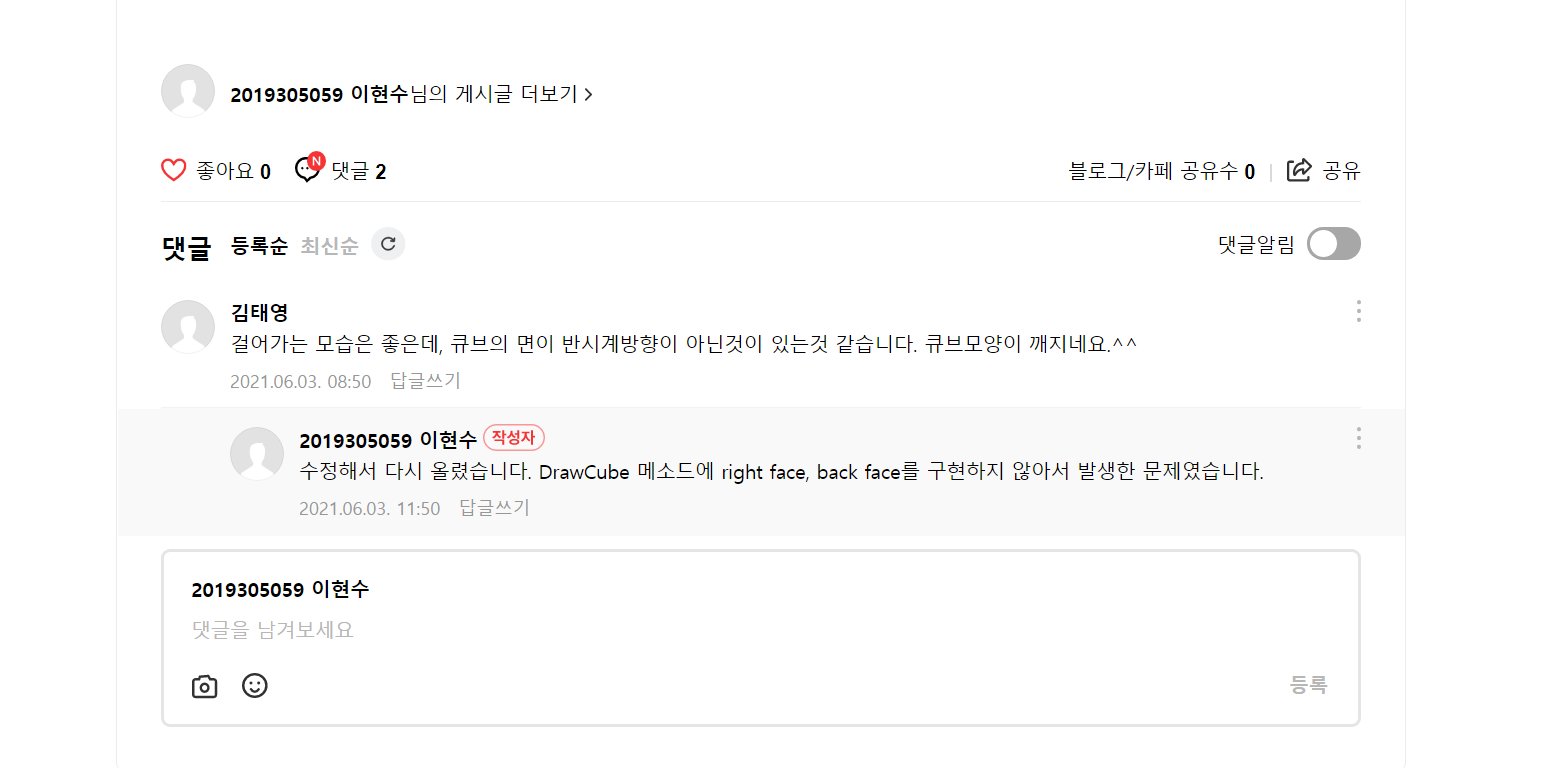 2019305059 이현수님의 게시글 더보기 >
좋아요 0 N 댓글 2 블로그/카페 공유수 0 공유
댓글 등록순 최신순 댓글알림
김태영
걸어가는 모습은 좋은데, 큐브의 면이 반시계방향이 아닌것이 있는것 같습니다. 큐브모양이 깨지네요.^^
2021.06.03. 08:50 답글쓰기
2019305059 이현수 작성자
수정해서 다시 올렸습니다. DrawCube 메소드에 right face, back face를 구현하지 않아서 발생한 문제였습니다.
2021.06.03. 11:50 답글쓰기
2019305059 이현수
댓글을 남겨보세요
등록